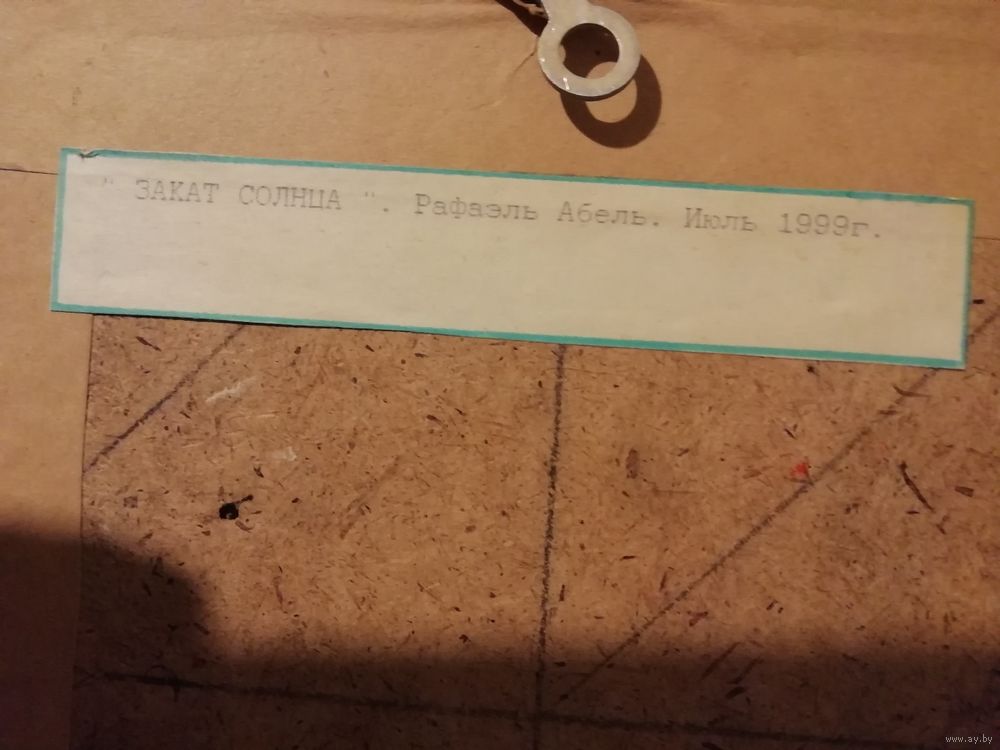 " ЗАКАТ СОЛНЦА ". Рафаэль Абель. Июль 1999г.
www.ay.by